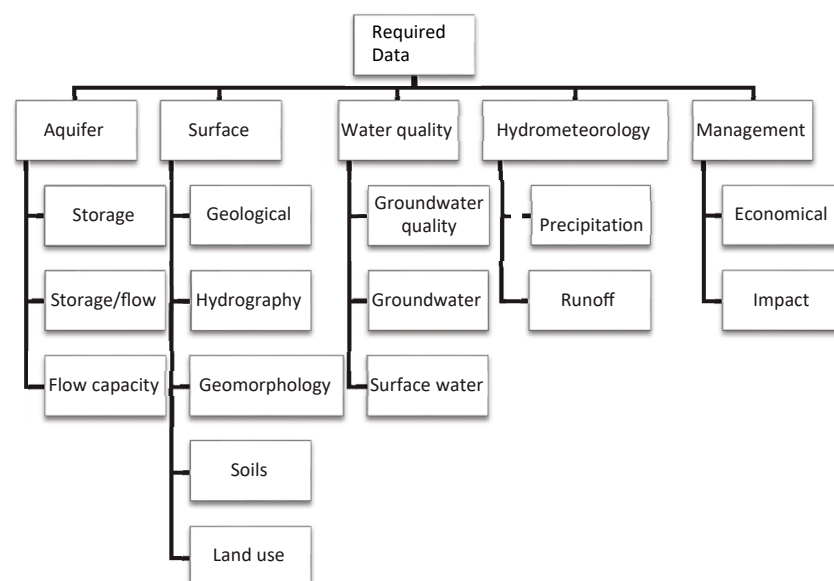 Required
Data
Aquifer
Surface
Water quality
Hydrometeorology
Management
Storage
Geological
Groundwater
quality
Precipitation
Economical
Storage/flow
Hydrography
Groundwater
Runoff
Impact
Flow capacity
Geomorphology
Surface water
Soils
Land use